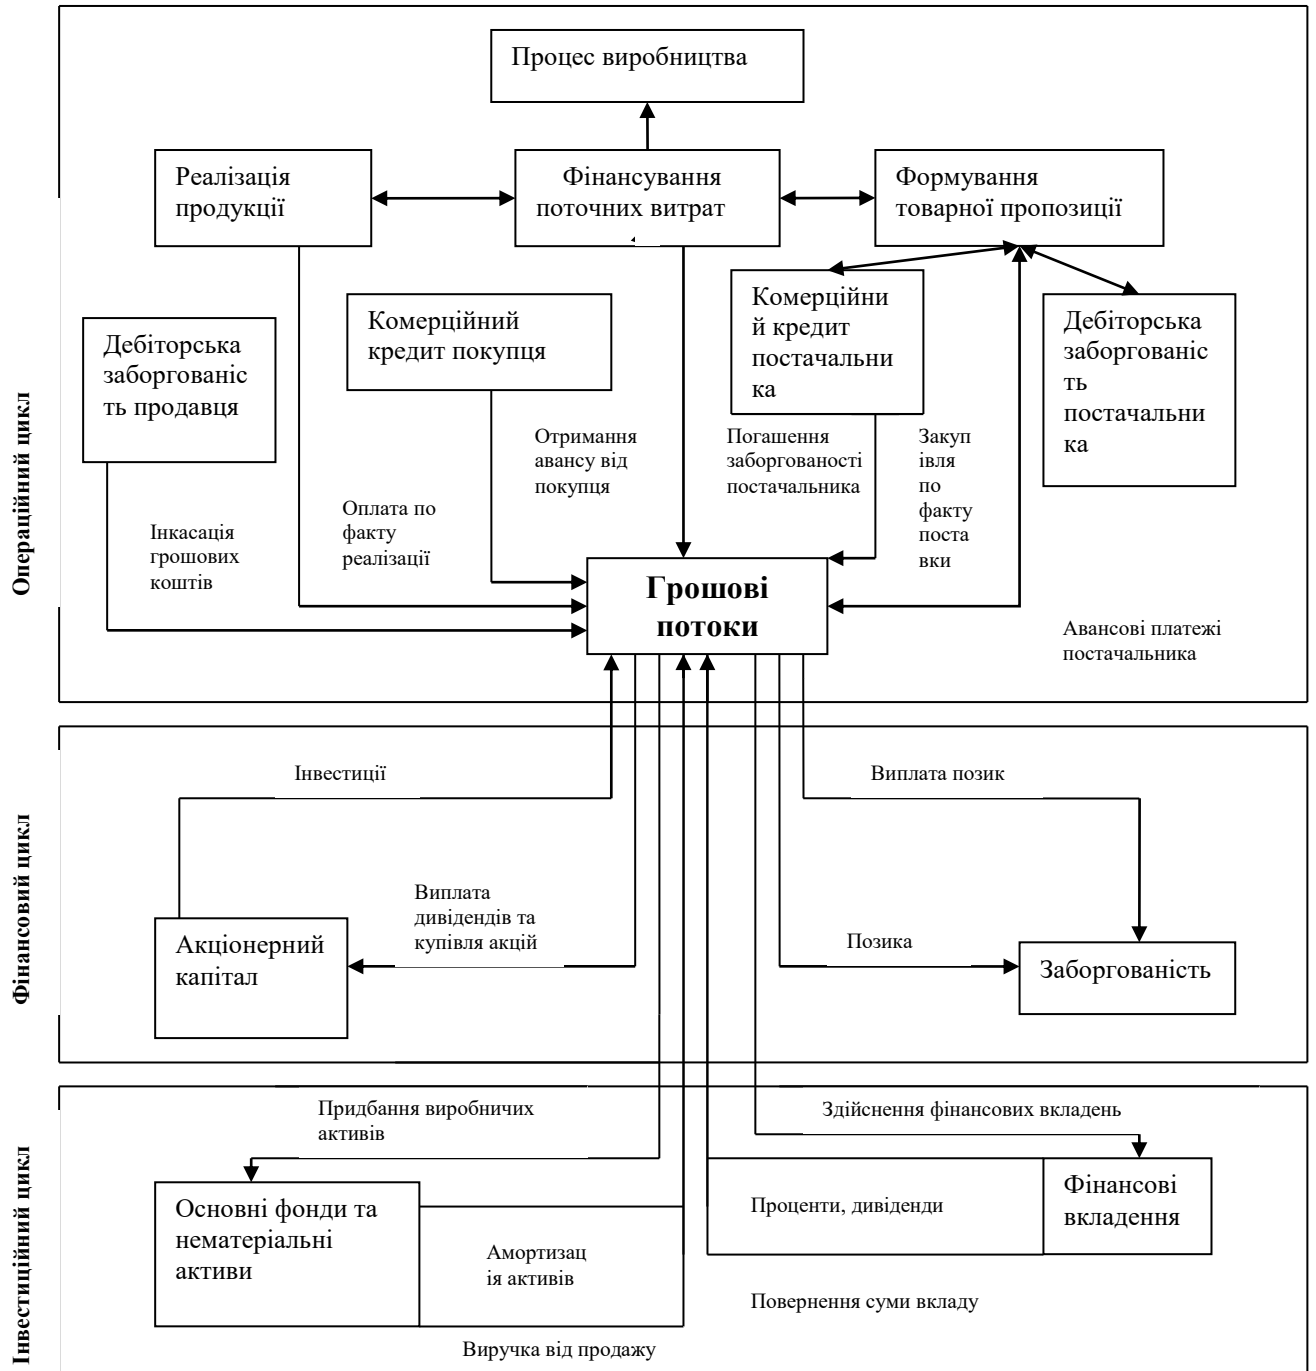 Процес виробництва
Реалізація
продукції
Фінансування
поточних витрат
Формування
товарної пропозиції
Дебіторська
заборгованіс
ть продавця
Комерційний
кредит покупця
Комерційни
й кредит
постачальни
ка
Дебіторська
заборгованіс
ть
постачальни
ка
Операційний цикл
Інкасація
грошових
коштів
Оплата по
факту
реалізації
Отримання
авансу від
покупця
Погашення
заборгованості
постачальника
Закуп
івля
по
факту
поста
вки
Грошові
потоки
Авансові платежі
постачальника
Фінансовий цикл
Інвестиції
Виплата позик
Виплата
дивідендів та
купівля акцій
Акціонерний
капітал
Позика
Заборгованість
Інвестиційний цикл
Придбання виробничих
активів
Здійснення фінансових вкладень
Основні фонди та
нематеріальні
активи
Амортизац
ія активів
Проценти, дивіденди
Фінансові
вкладення
Повернення суми вкладу
Виручка від продажу